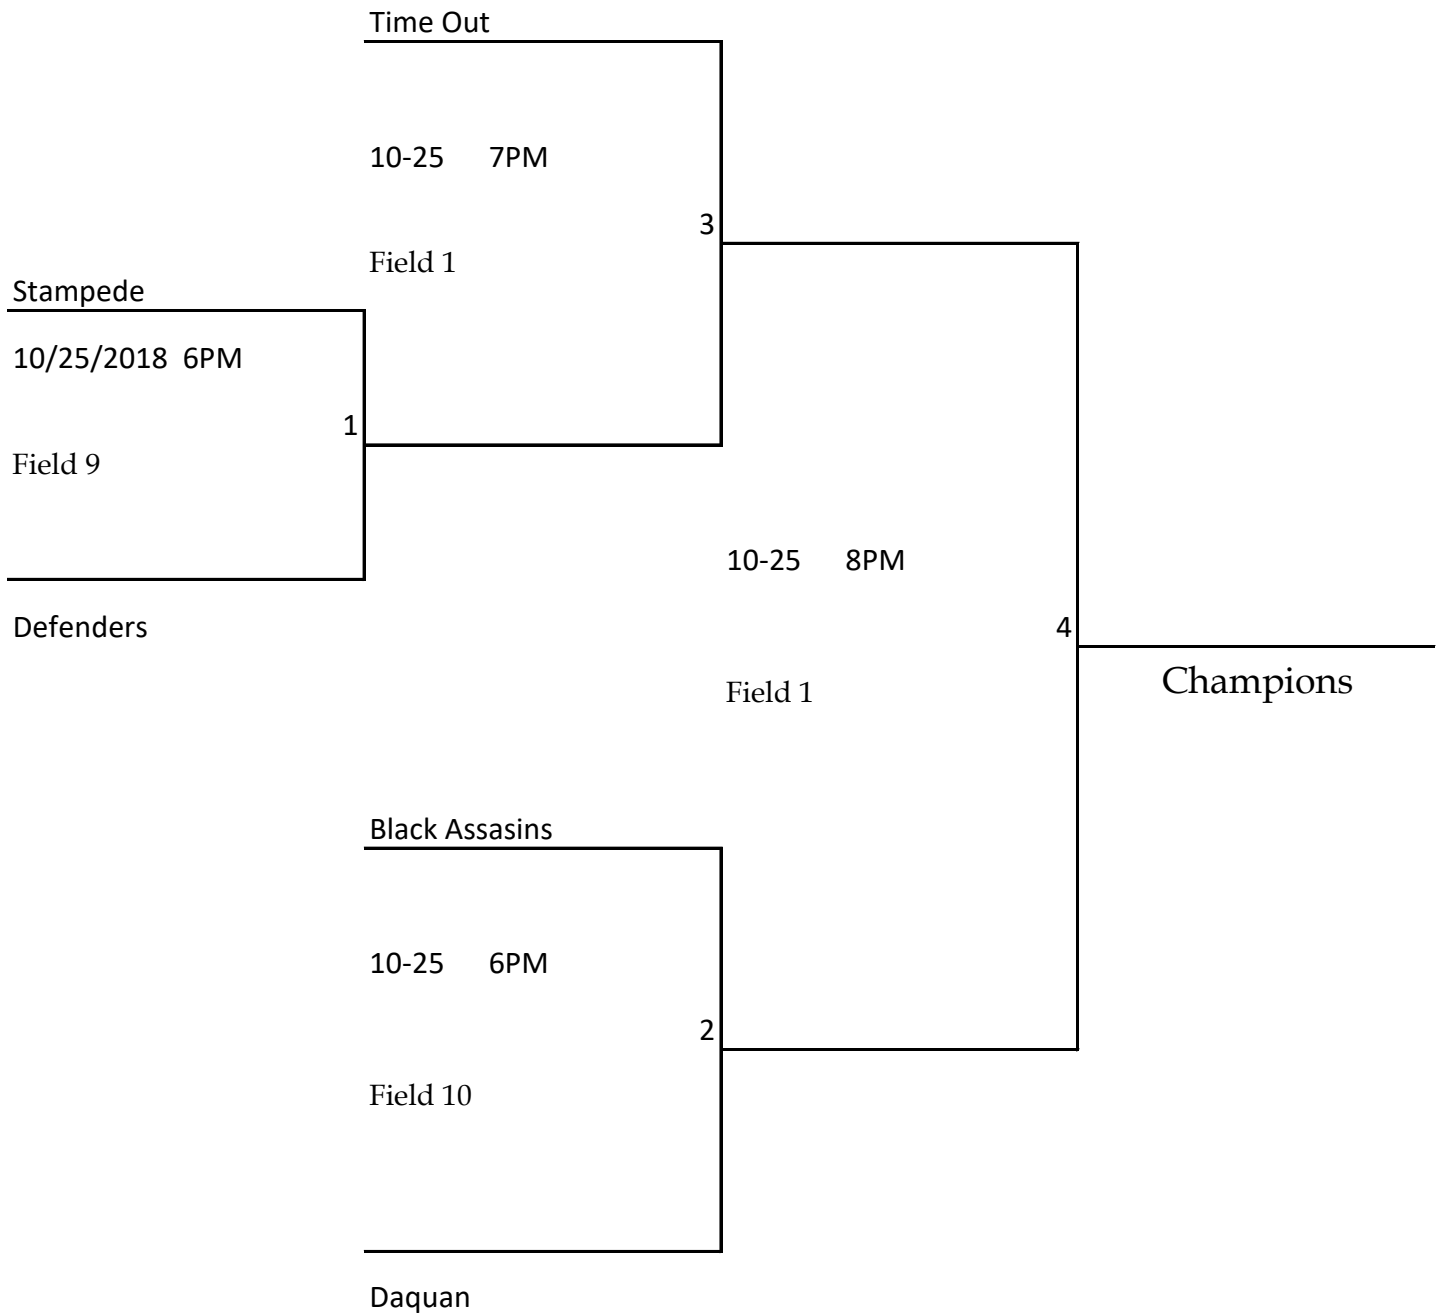 Time Out
10-25 7PM
3
Field 1
Stampede
10/25/2018 6PM
1
Field 9
10-25 8PM
Defenders
4
Champions
Field 1
Black Assasins
10-25 6PM
2
Field 10
Daquan